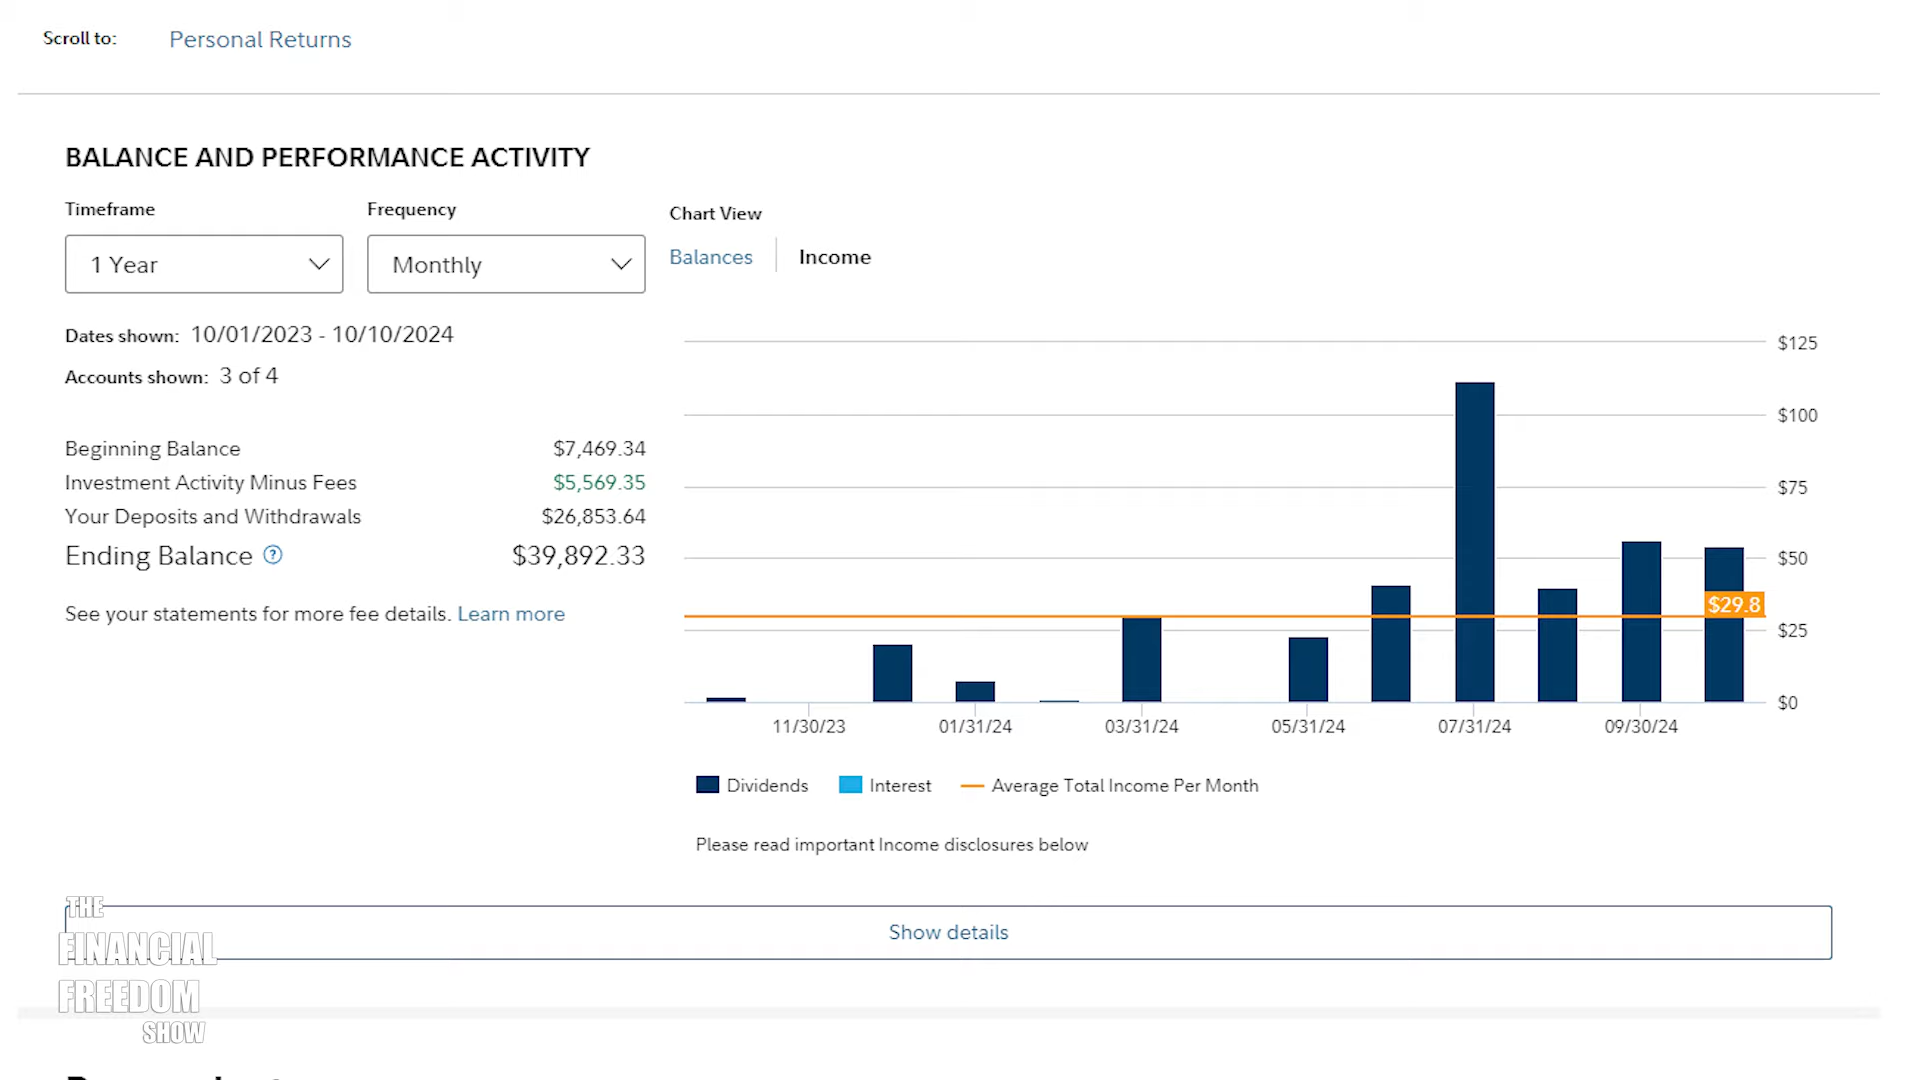 Scroll to: Personal Returns
BALANCE AND PERFORMANCE ACTIVITY
Timeframe
1 Year
Frequency
Monthly
Chart View
Balances
Income
Dates shown: 10/01/2023 - 10/10/2024
Accounts shown: 3 of 4
Beginning Balance $7,469.34
Investment Activity Minus Fees $5,569.35
Your Deposits and Withdrawals $26,853.64
Ending Balance ? $39,892.33
See your statements for more fee details. Learn more
$125
$100
$75
$50
$29.8
$25
$0
11/30/23 01/31/24 03/31/24 05/31/24 07/31/24 09/30/24
Dividends Interest Average Total Income Per Month
Please read important Income disclosures below
Show details
THE
FINANCIAL
FREEDOM
SHOW